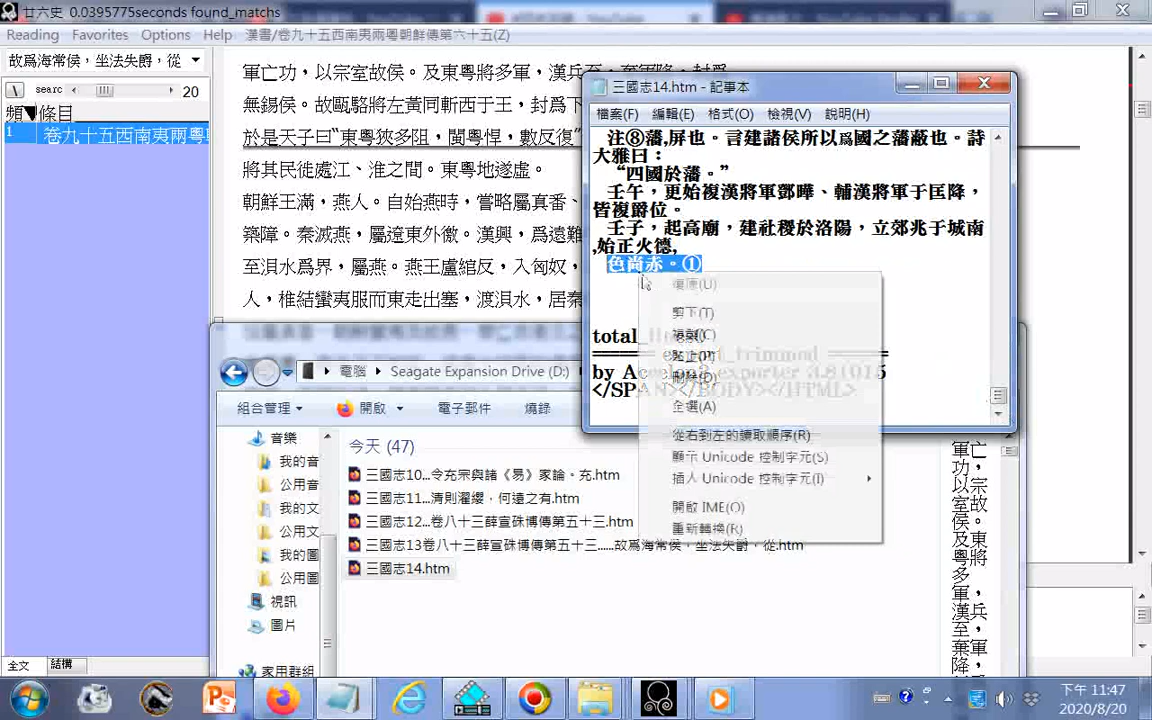 廿六史 0.0395775seconds found_matchs
Reading Favorites Options Help 漢書/卷九十五西南夷兩粵朝鮮傳第六十五(Z)
故爲海常侯，坐法失爵，從
searc 20
頻 條目
1 卷九十五西南夷兩粵
軍亡功，以宗室故侯。及東粵將多軍，漢兵至，棄軍降，封爲
無錫侯。故甌駱將左黃同斬西于王，封爲下
於是天子曰“東粵狹多阻，閩粵悍，數反復”
將其民徙處江、淮之間。東粵地遂虛。
朝鮮王滿，燕人。自始燕時，嘗略屬真番、
築障。秦滅燕，屬遼東外徼。漢興，爲遠難
至浿水爲界，屬燕。燕王盧綰反，入匈奴，
人，椎結蠻夷服而東走出塞，渡浿水，居秦
全文 結構
三國志14.htm - 記事本
檔案(F) 編輯(E) 格式(O) 檢視(V) 說明(H)
注⑧藩,屏也。言建諸侯所以爲國之藩蔽也。詩
大雅曰：
“四國於藩。”
壬午，更始複漢將軍鄧曄、輔漢將軍于匡降，
皆複爵位。
壬子，起高廟，建社稷於洛陽，立郊兆于城南
,始正火德,
色尚赤。①
total_
by Accelon3 exporter 3.81015
</SPAN></BODY></HTML>
復原(U)
剪下(T)
複製(C)
貼上(P)
刪除(D)
全選(A)
從右到左的讀取順序(R)
顯示 Unicode 控制字元(S)
插入 Unicode 控制字元(I)
開啟 IME(O)
重新轉換(R)
電腦 Seagate Expansion Drive (D:)
組合管理 開啟 電子郵件 燒錄
音樂
我的音
公用音
我的文
公用文
我的圖
公用圖
視訊
圖片
家用群組
今天 (47)
三國志10...令充宗與諸《易》家論。充.htm
三國志11...清則濯纓，何遠之有.htm
三國志12...卷八十三薛宣朱博傳第五十三.htm
三國志13卷八十三薛宣朱博傳第五十三......故爲海常侯，坐法失爵，從.htm
三國志14.htm
軍亡功，以宗室故侯。及東粵將多軍，漢兵至，棄軍降，
下午 11:47
2020/8/20